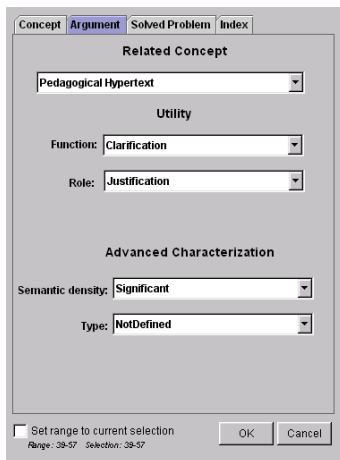 Concept Argument Solved Problem Index
Related Concept
Pedagogical Hypertext
Utility
Function: Clarification
Role: Justification
Advanced Characterization
Semantic density: Significant
Type: NotDefined
Set range to current selection
Range: 39-57 Selection: 39-57
OK Cancel